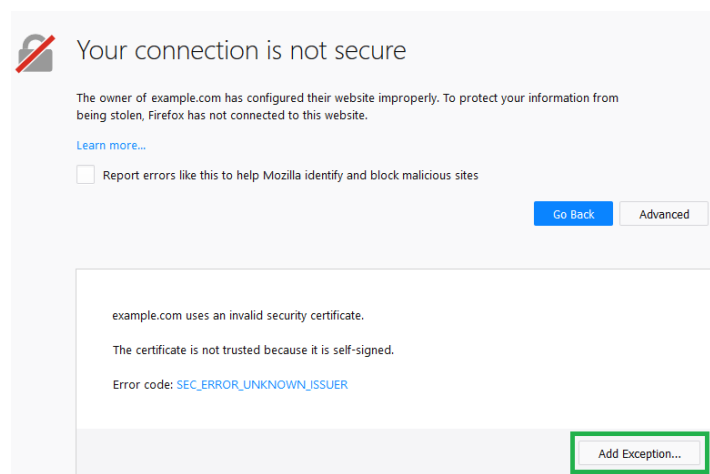 Your connection is not secure
The owner of example.com has configured their website improperly. To protect your information from
being stolen, Firefox has not connected to this website.
Learn more...
Report errors like this to help Mozilla identify and block malicious sites
Go Back Advanced
example.com uses an invalid security certificate.
The certificate is not trusted because it is self-signed.
Error code: SEC_ERROR_UNKNOWN_ISSUER
Add Exception...